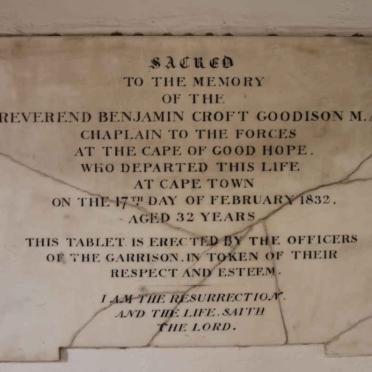 SACRED
TO THE MEMORY
OF THE
REVEREND BENJAMIN CROFT GOODISON M.A
CHAPLAIN TO THE FORCES
AT THE CAPE OF GOOD HOPE.
WHO DEPARTED THIS LIFE
AT CAPE TOWN
ON THE 17TH DAY OF FEBRUARY 1832.
AGED 32 YEARS
THIS TABLET IS ERECTED BY THE OFFICERS
OF THE GARRISON, IN TOKEN OF THEIR
RESPECT AND ESTEEM.
I AM THE RESURRECTION.
AND THE LIFE. SAITH
THE LORD.